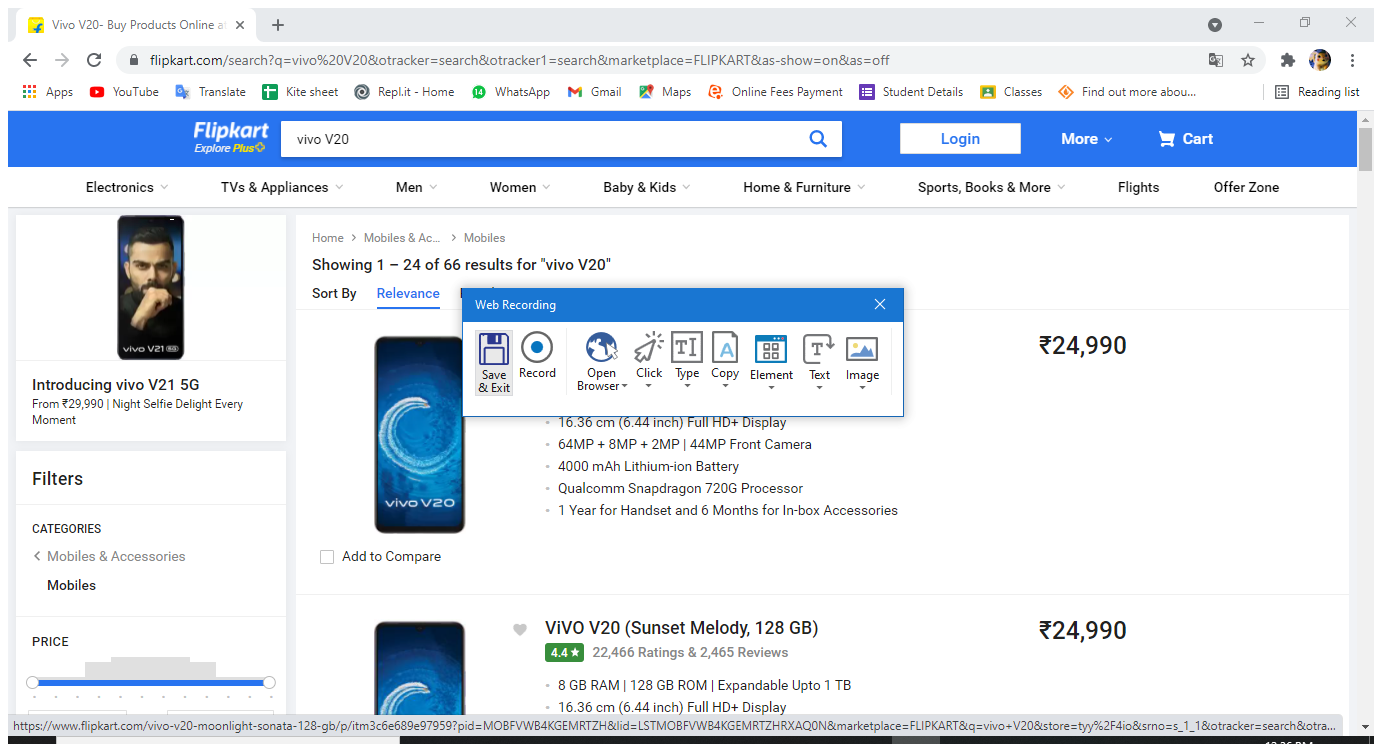 Vivo V20- Buy Products Online at
flipkart.com/search?q=vivo%20V20&otracker=search&otracker1=search&marketplace=FLIPKART&as-show=on&as=off
Apps YouTube Translate Kite sheet Repl.it - Home 14 WhatsApp Gmail Maps Online Fees Payment Student Details Classes Find out more abou... Reading list
Flipkart
Explore Plus
vivo V20
Login More Cart
Electronics TVs & Appliances Men Women Baby & Kids Home & Furniture Sports, Books & More Flights Offer Zone
vivo V21 5G
Introducing vivo V21 5G
From ₹29,990 | Night Selfie Delight Every
Moment
Filters
CATEGORIES
Mobiles & Accessories
Mobiles
PRICE
Home Mobiles & Ac... Mobiles
Showing 1 – 24 of 66 results for "vivo V20"
Sort By Relevance
Web Recording
Save
& Exit
Record
Open
Browser
Click
Type
Copy
Element
Text
Image
₹24,990
16.36 cm (6.44 inch) Full HD+ Display
64MP + 8MP + 2MP | 44MP Front Camera
4000 mAh Lithium-ion Battery
Qualcomm Snapdragon 720G Processor
1 Year for Handset and 6 Months for In-box Accessories
vivo V20
Add to Compare
ViVO V20 (Sunset Melody, 128 GB)
₹24,990
4.4 ★ 22,466 Ratings & 2,465 Reviews
8 GB RAM | 128 GB ROM | Expandable Upto 1 TB
16.36 cm (6.44 inch) Full HD+ Display
https://www.flipkart.com/vivo-v20-moonlight-sonata-128-gb/p/itm3c6e689e97959?pid=MOBFVWB4KGEMRTZH&lid=LSTMOBFVWB4KGEMRTZHRXAQ0N&marketplace=FLIPKART&q=vivo+V20&store=tyy%2F4io&srno=s_1_1&otracker=search&otra...